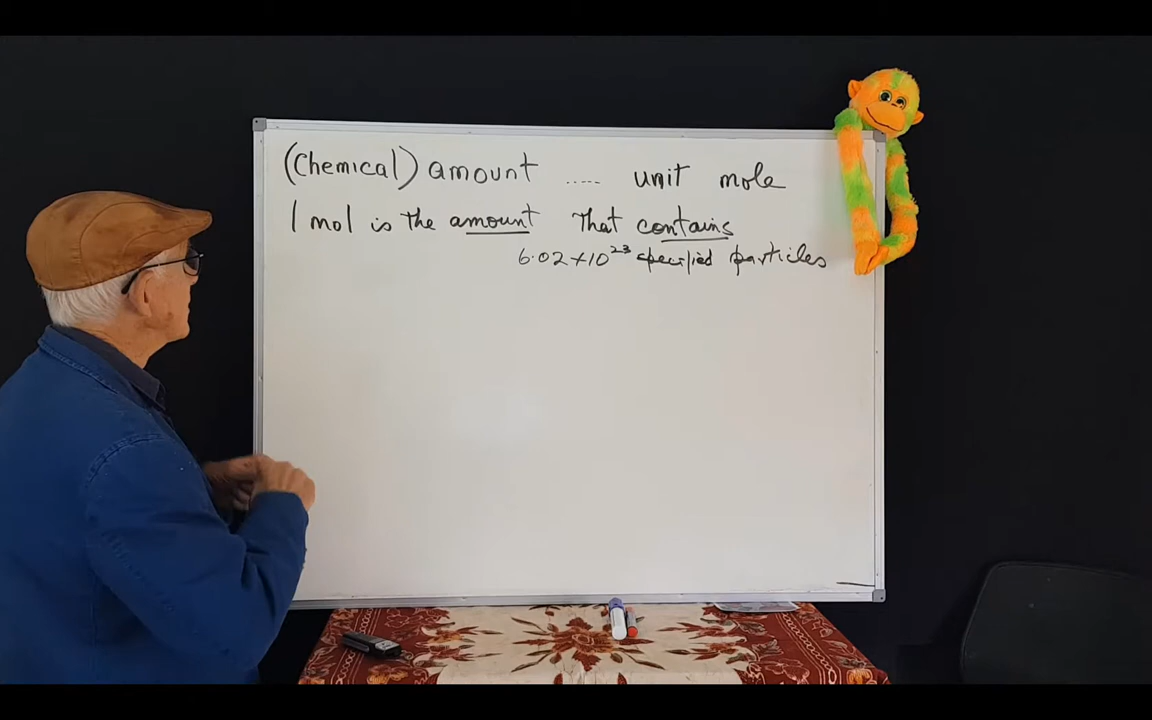 (Chemical) amount ..... unit mole
1 mol is the amount That contains
6.02×10²³ specified particles